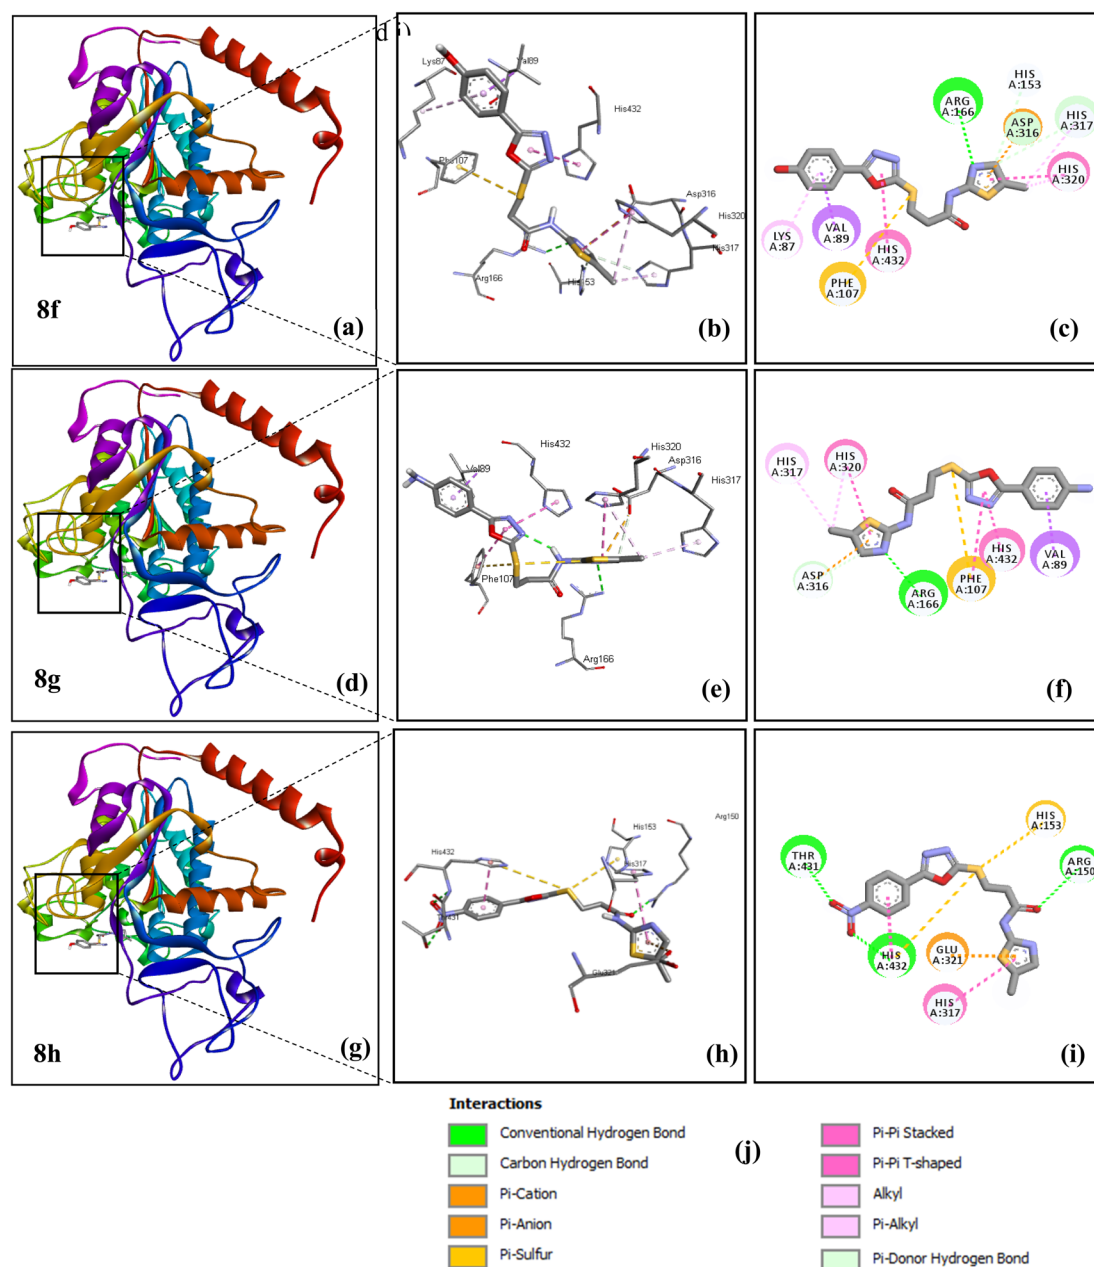 d i)
8f
(a)
Lys87
Val89
His432
Phe107
Asp316
His320
His317
Arg166
(b)
HIS
A:153
ARG
A:166
ASP
A:316
HIS
A:317
HIS
A:320
LYS
A:87
VAL
A:89
HIS
A:432
PHE
A:107
(c)
8g
(d)
His432
Val89
His320
Asp316
His317
Phe107
Arg166
(e)
HIS
A:317
HIS
A:320
ASP
A:316
ARG
A:166
PHE
A:107
HIS
A:432
VAL
A:89
(f)
8h
(g)
Arg150
His153
His432
His317
(h)
HIS
A:153
THR
A:431
ARG
A:150
HIS
A:432
GLU
A:321
HIS
A:317
(i)
Interactions
Conventional Hydrogen Bond
Carbon Hydrogen Bond
Pi-Cation
Pi-Anion
Pi-Sulfur
(j)
Pi-Pi Stacked
Pi-Pi T-shaped
Alkyl
Pi-Alkyl
Pi-Donor Hydrogen Bond